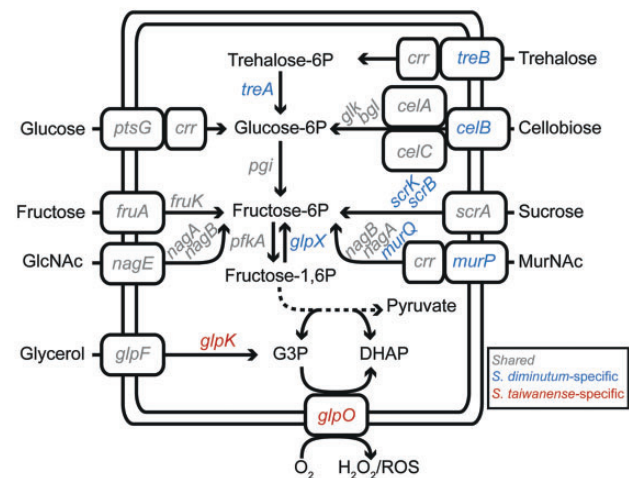 Trehalose-6P
crr
treB
Trehalose
treA
Glucose
ptsG
crr
Glucose-6P
glk
bgl
celA
celB
celC
Cellobiose
pgi
scrK
scrB
Fructose
fruA
fruK
Fructose-6P
scrA
Sucrose
GlcNAc
nagE
nagA
nagB
pfkA
glpX
nagB
nagA
murQ
crr
murP
MurNAc
Fructose-1,6P
Pyruvate
Glycerol
glpF
glpK
G3P
DHAP
Shared
S. diminutum-specific
S. taiwanense-specific
glpO
O2
H2O2/ROS